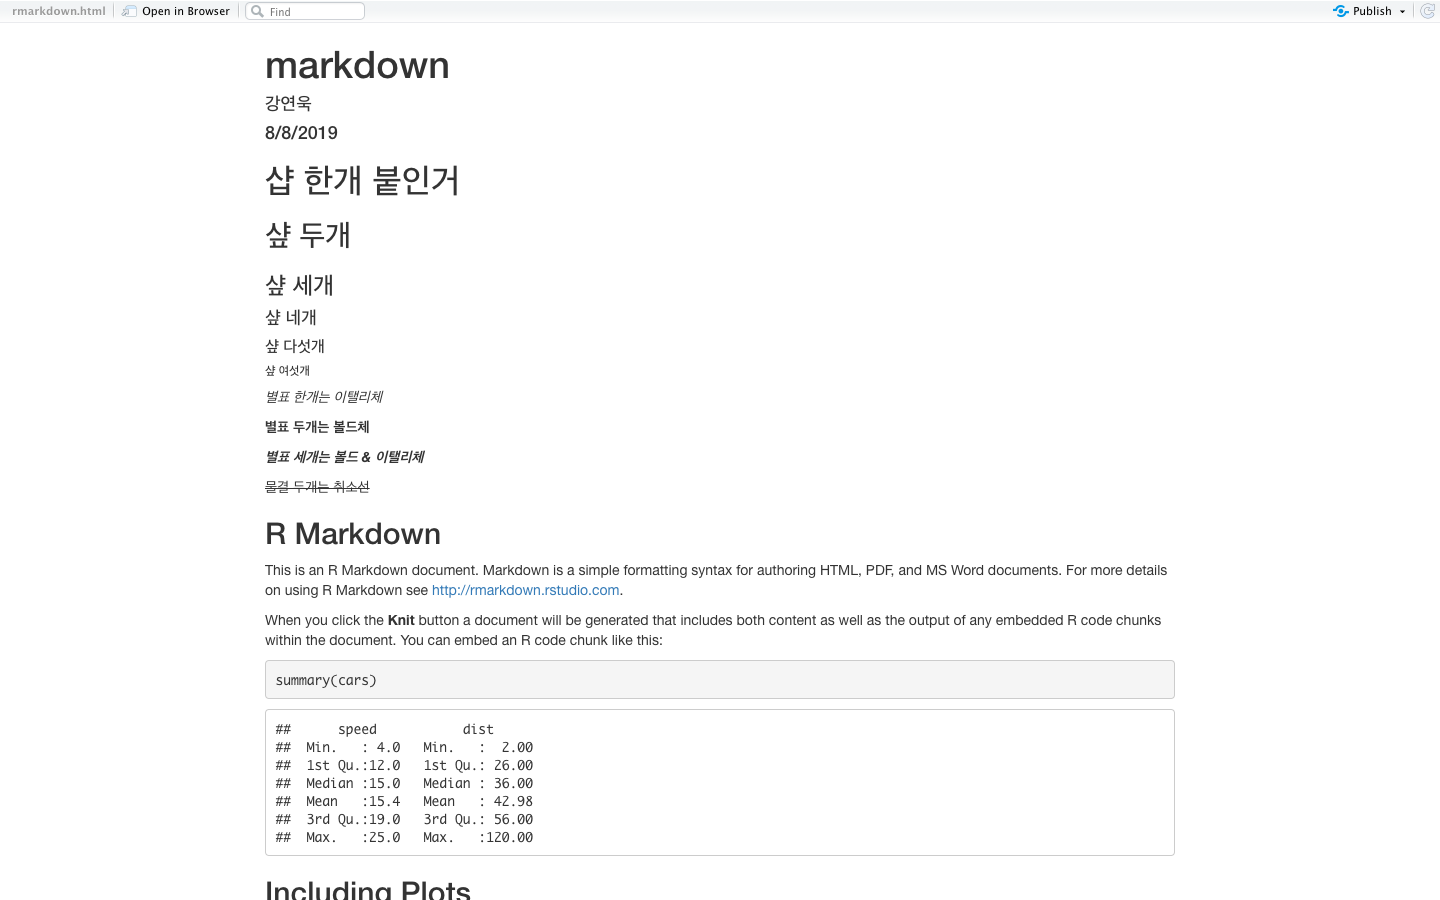 rmarkdown.html Open in Browser Find Publish
markdown
강연욱
8/8/2019
샵 한개 붙인거
샾 두개
샾 세개
샾 네개
샾 다섯개
샾 여섯개
별표 한개는 이탤리체
별표 두개는 볼드체
별표 세개는 볼드 & 이탤리체
물결 두개는 취소선
R Markdown
This is an R Markdown document. Markdown is a simple formatting syntax for authoring HTML, PDF, and MS Word documents. For more details
on using R Markdown see http://rmarkdown.rstudio.com.
When you click the Knit button a document will be generated that includes both content as well as the output of any embedded R code chunks
within the document. You can embed an R code chunk like this:
summary(cars)
##      speed           dist
##  Min.   : 4.0   Min.   :  2.00
##  1st Qu.:12.0   1st Qu.: 26.00
##  Median :15.0   Median : 36.00
##  Mean   :15.4   Mean   : 42.98
##  3rd Qu.:19.0   3rd Qu.: 56.00
##  Max.   :25.0   Max.   :120.00
Including Plots